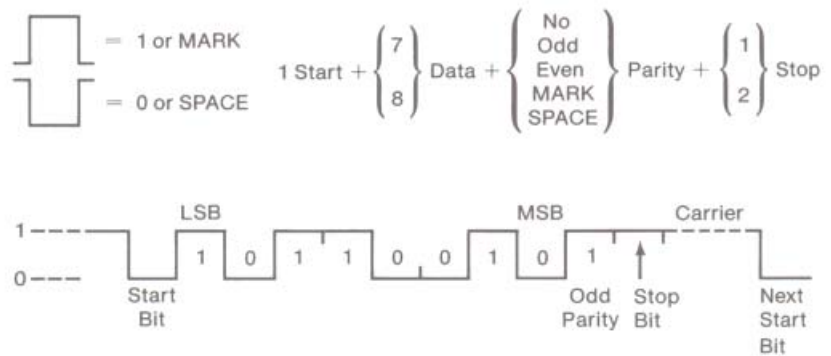 = 1 or MARK
= 0 or SPACE
1 Start + { 7 8 } Data + { No Odd Even MARK SPACE } Parity + { 1 2 } Stop
LSB MSB Carrier
1
1 0 1 1 0 0 1 0 1
0
Start Bit
Odd Parity
Stop Bit
Next Start Bit